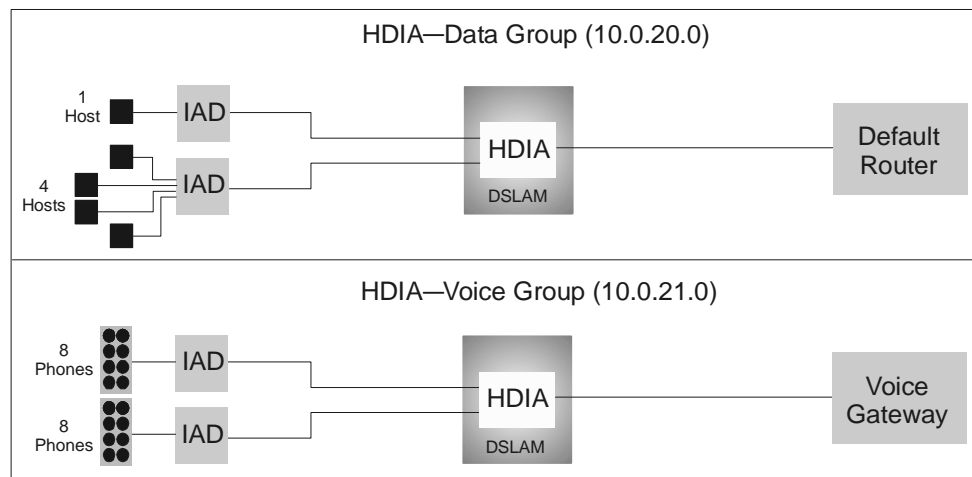 HDIA—Data Group (10.0.20.0)
1
Host
IAD
4
Hosts
IAD
HDIA
DSLAM
Default
Router
HDIA—Voice Group (10.0.21.0)
8
Phones
IAD
8
Phones
IAD
HDIA
DSLAM
Voice
Gateway